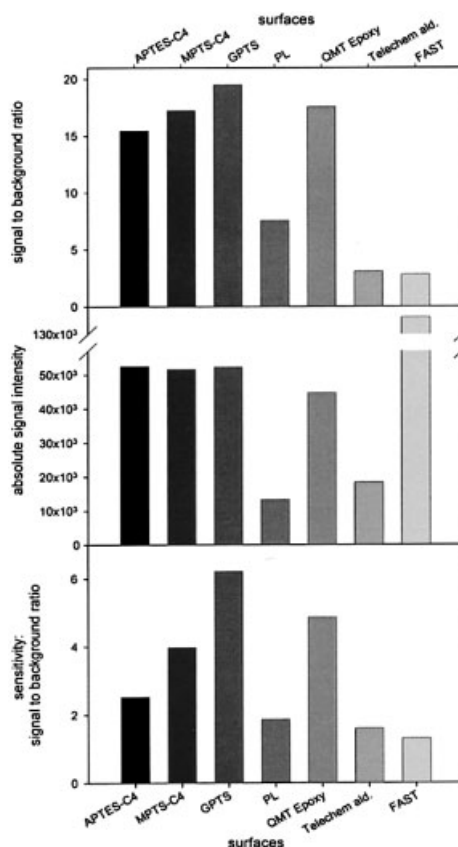 surfaces
APTES-C4
MPTS-C4
GPTS
PL
QMT Epoxy
Telechem ald.
FAST
signal to background ratio
20
15
10
5
0
absolute signal intensity
130x10³
50x10³
40x10³
30x10³
20x10³
10x10³
0
sensitivity:
signal to background ratio
6
4
2
0
APTES-C4
MPTS-C4
GPTS
PL
QMT Epoxy
Telechem ald.
FAST
surfaces